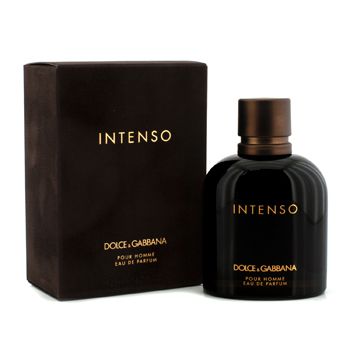 INTENSO
DOLCE & GABBANA
POUR HOMME
EAU DE PARFUM
INTENSO
DOLCE & GABBANA
POUR HOMME
EAU DE PARFUM